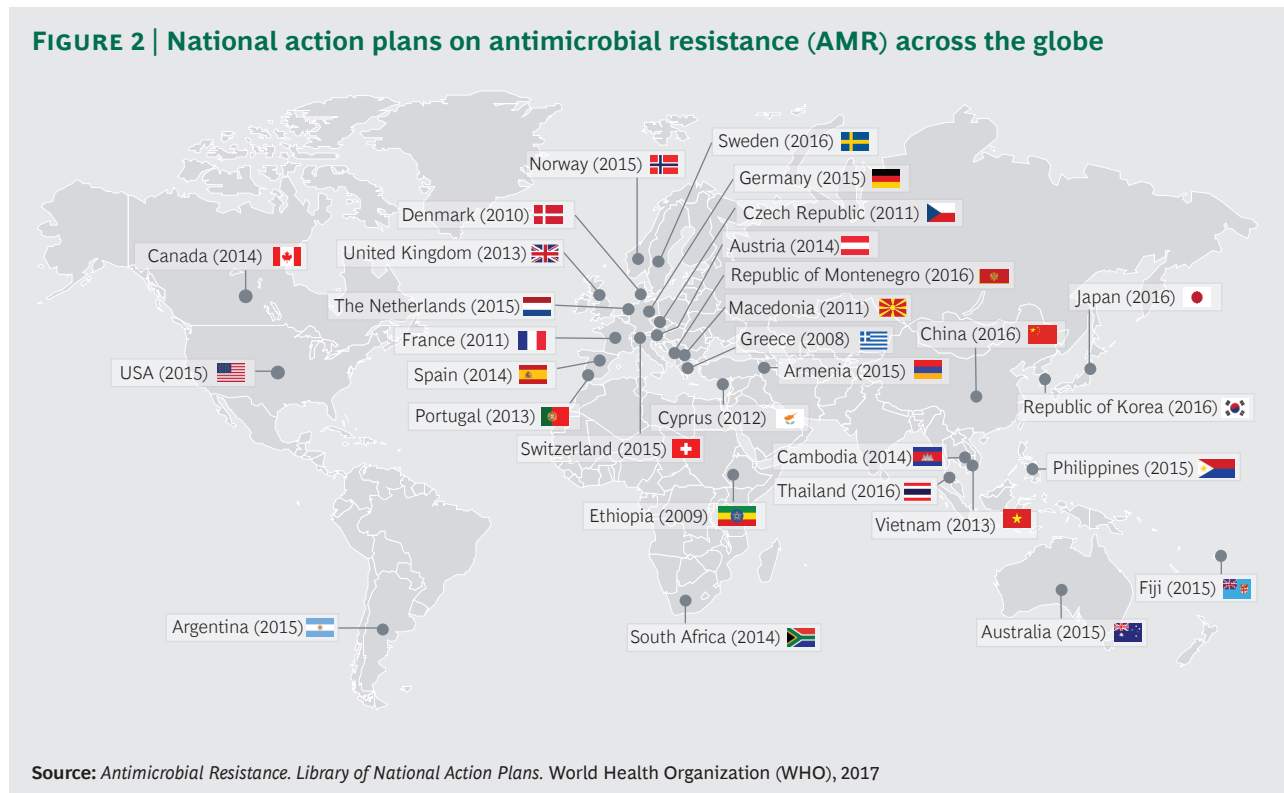 FIGURE 2 | National action plans on antimicrobial resistance (AMR) across the globe
Sweden (2016)
Norway (2015)
Germany (2015)
Denmark (2010)
Czech Republic (2011)
Canada (2014)
United Kingdom (2013)
Austria (2014)
Republic of Montenegro (2016)
The Netherlands (2015)
Macedonia (2011)
Japan (2016)
France (2011)
Greece (2008)
China (2016)
USA (2015)
Spain (2014)
Armenia (2015)
Portugal (2013)
Cyprus (2012)
Republic of Korea (2016)
Switzerland (2015)
Cambodia (2014)
Philippines (2015)
Thailand (2016)
Ethiopia (2009)
Vietnam (2013)
Fiji (2015)
Argentina (2015)
South Africa (2014)
Australia (2015)
Source: Antimicrobial Resistance. Library of National Action Plans. World Health Organization (WHO), 2017